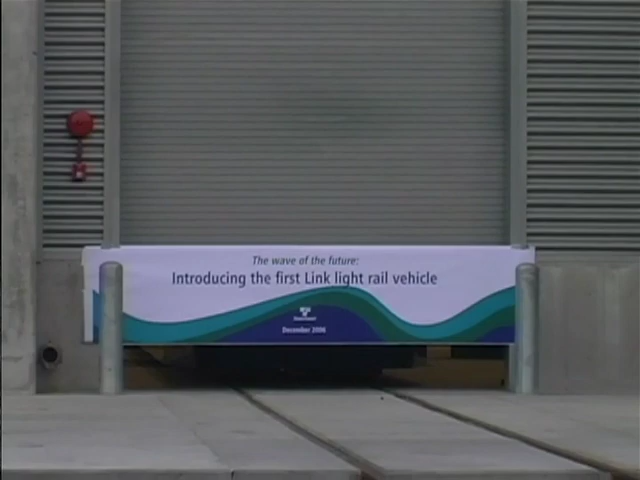 The wave of the future:
Introducing the first Link light rail vehicle
December 2006